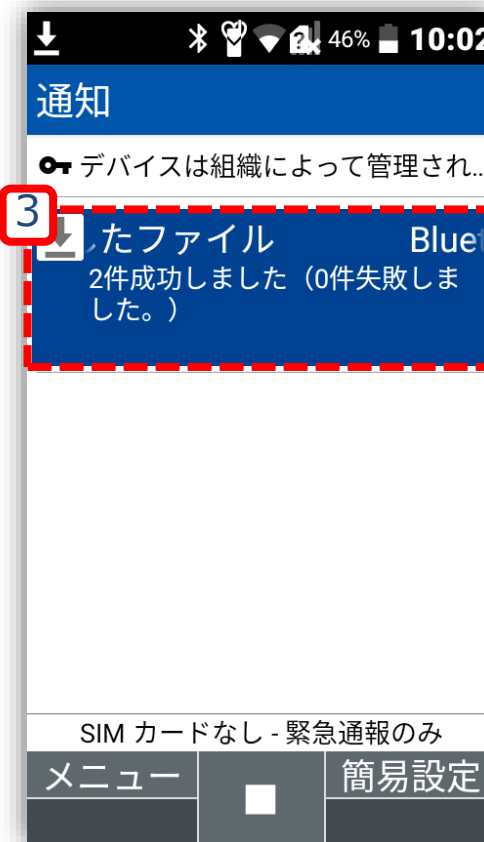 46% 10:02
通知
デバイスは組織によって管理され...
3
したファイル Bluet
2件成功しました（0件失敗しま
した。）
SIM カードなし - 緊急通報のみ
メニュー 簡易設定